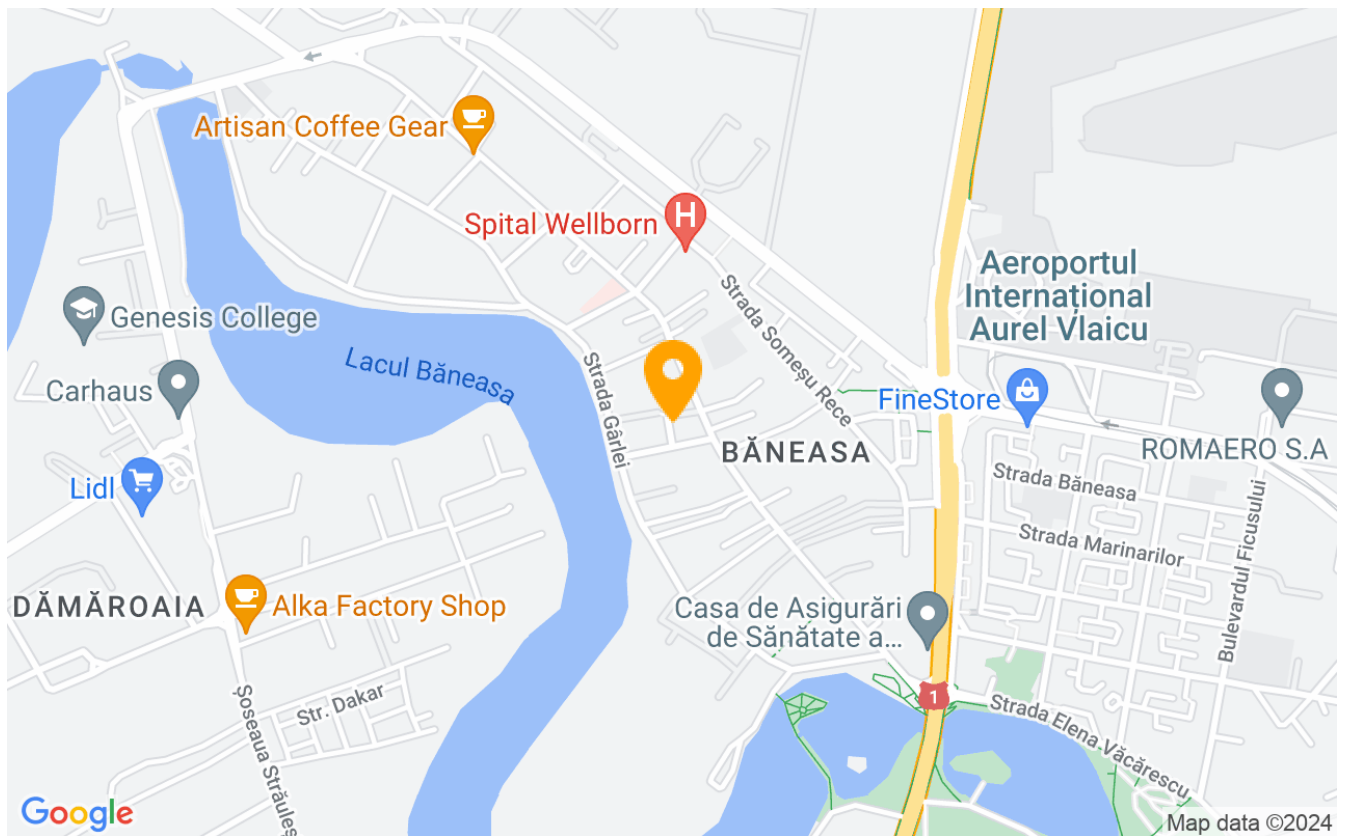 Artisan Coffee Gear
Spital Wellborn
H
Aeroportul
Internațional
Aurel Vlaicu
Genesis College
Lacul Băneasa
Strada Someșu Rece
Carhaus
Strada Gârlei
FineStore
BĂNEASA
ROMAERO S.A
Lidl
Strada Băneasa
Bulevardul Ficusului
Strada Marinarilor
DĂMĂROAIA
Alka Factory Shop
Casa de Asigurări
de Sănătate a...
Str. Dakar
1
Strada Elena Văcărescu
Șoseaua Străuleș
Google
Map data ©2024